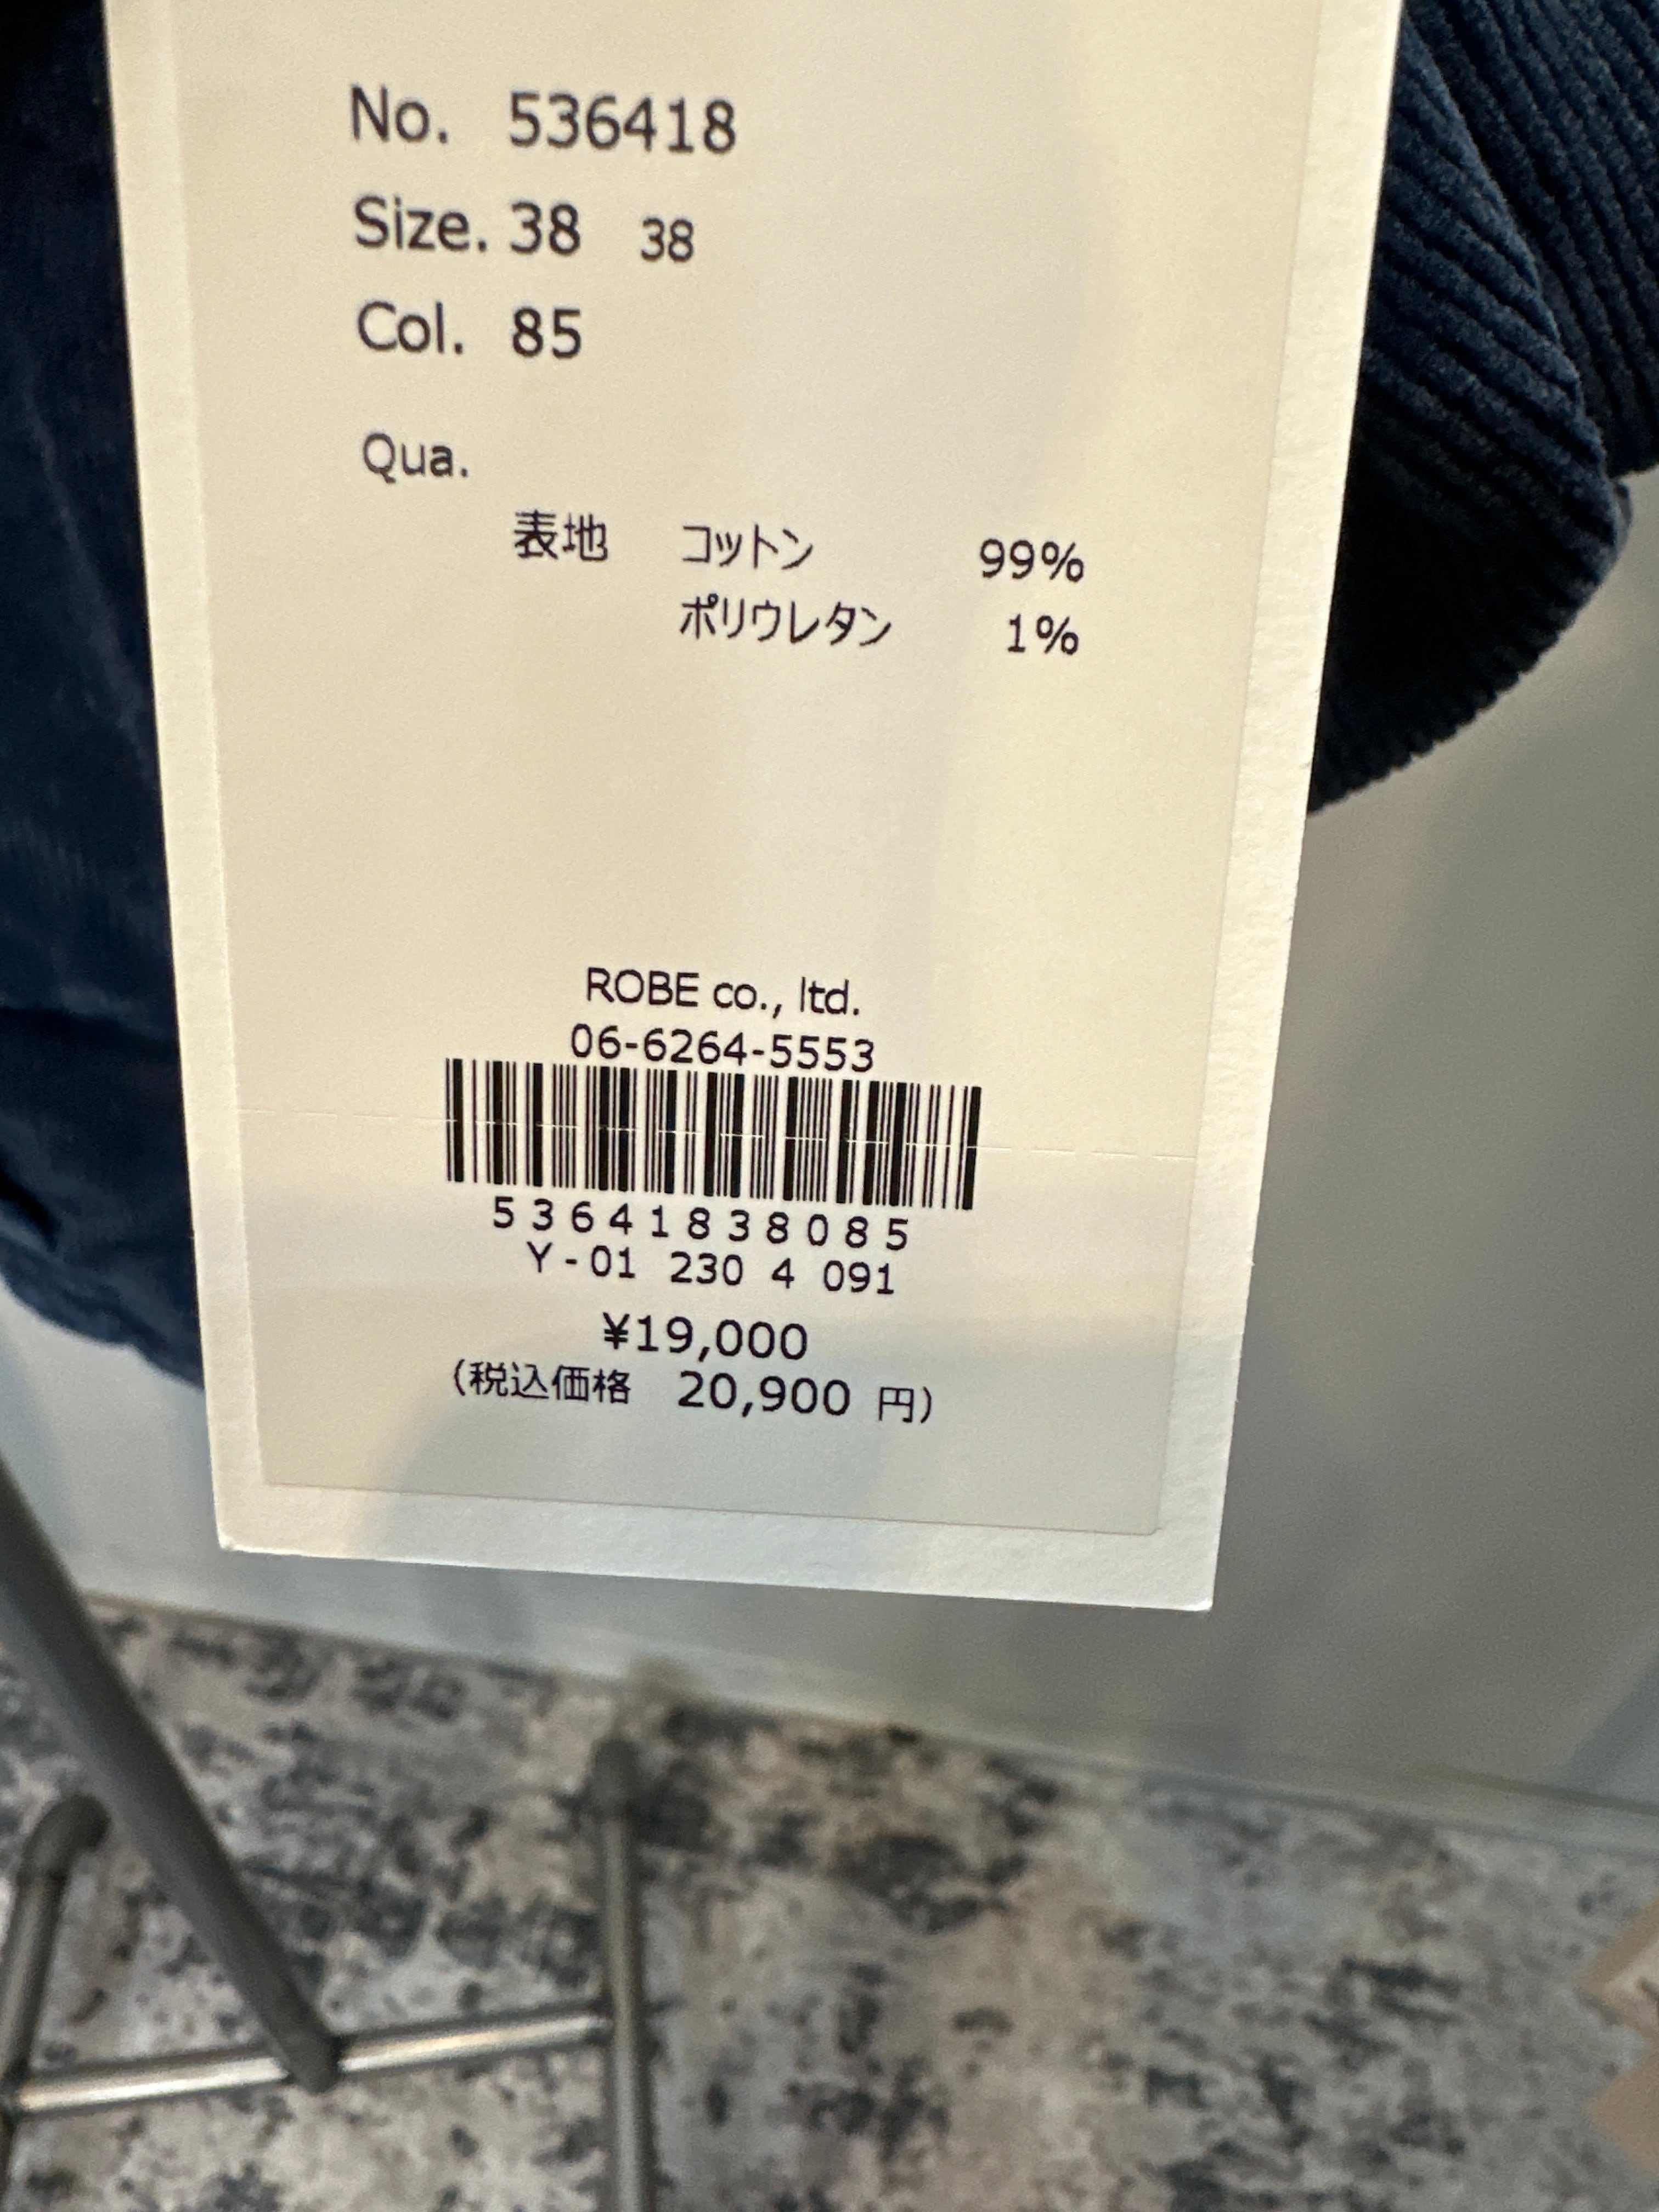 No. 536418
Size. 38 38
Col. 85
Qua.
表地 コットン 99%
ポリウレタン 1%
ROBE co., ltd.
06-6264-5553
53641838085
Y-01 230 4 091
¥19,000
(税込価格 20,900 円)